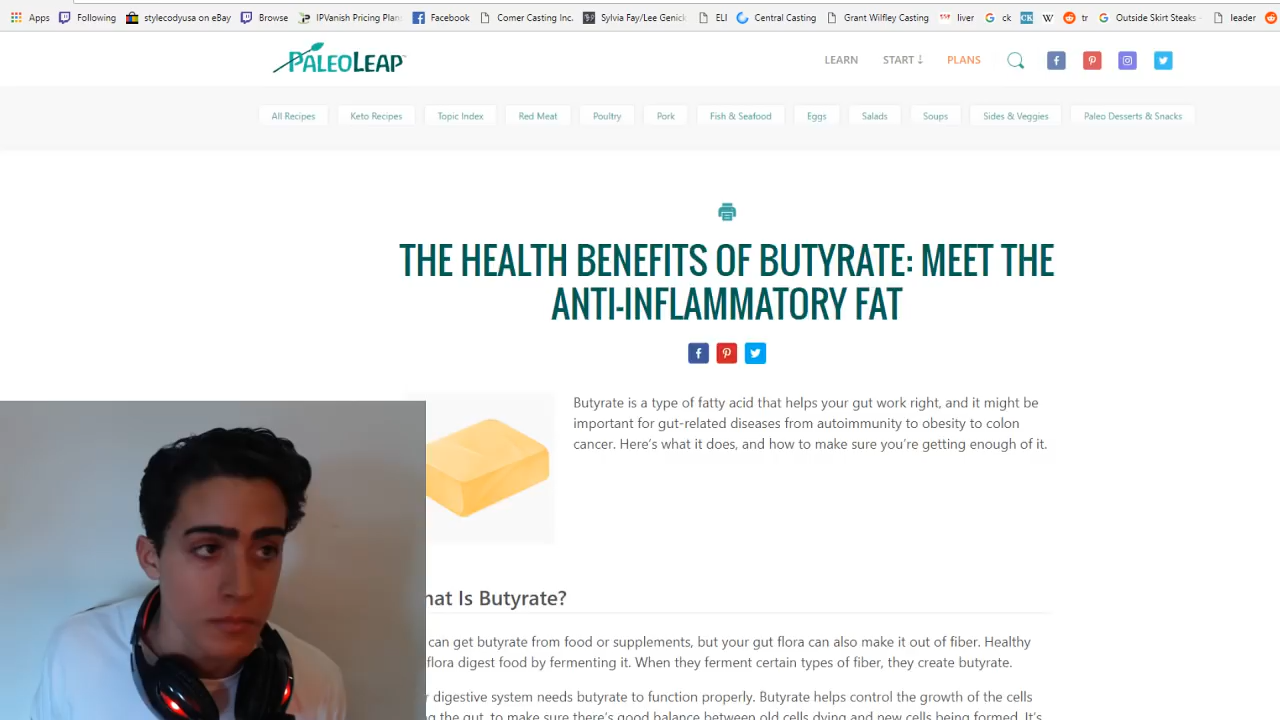 Apps Following stylecodyusa on eBay Browse IPVanish Pricing Plan Facebook Comer Casting Inc. Sylvia Fay/Lee Genick ELI Central Casting Grant Wilfley Casting liver ck CK W tr Outside Skirt Steaks leader
PALEOLEAP LEARN START PLANS
All Recipes Keto Recipes Topic Index Red Meat Poultry Pork Fish & Seafood Eggs Salads Soups Sides & Veggies Paleo Desserts & Snacks
THE HEALTH BENEFITS OF BUTYRATE: MEET THE
ANTI-INFLAMMATORY FAT
Butyrate is a type of fatty acid that helps your gut work right, and it might be
important for gut-related diseases from autoimmunity to obesity to colon
cancer. Here’s what it does, and how to make sure you’re getting enough of it.
hat Is Butyrate?
can get butyrate from food or supplements, but your gut flora can also make it out of fiber. Healthy
flora digest food by fermenting it. When they ferment certain types of fiber, they create butyrate.
r digestive system needs butyrate to function properly. Butyrate helps control the growth of the cells
the gut, to make sure there’s good balance between old cells dying and new cells being formed. It’s